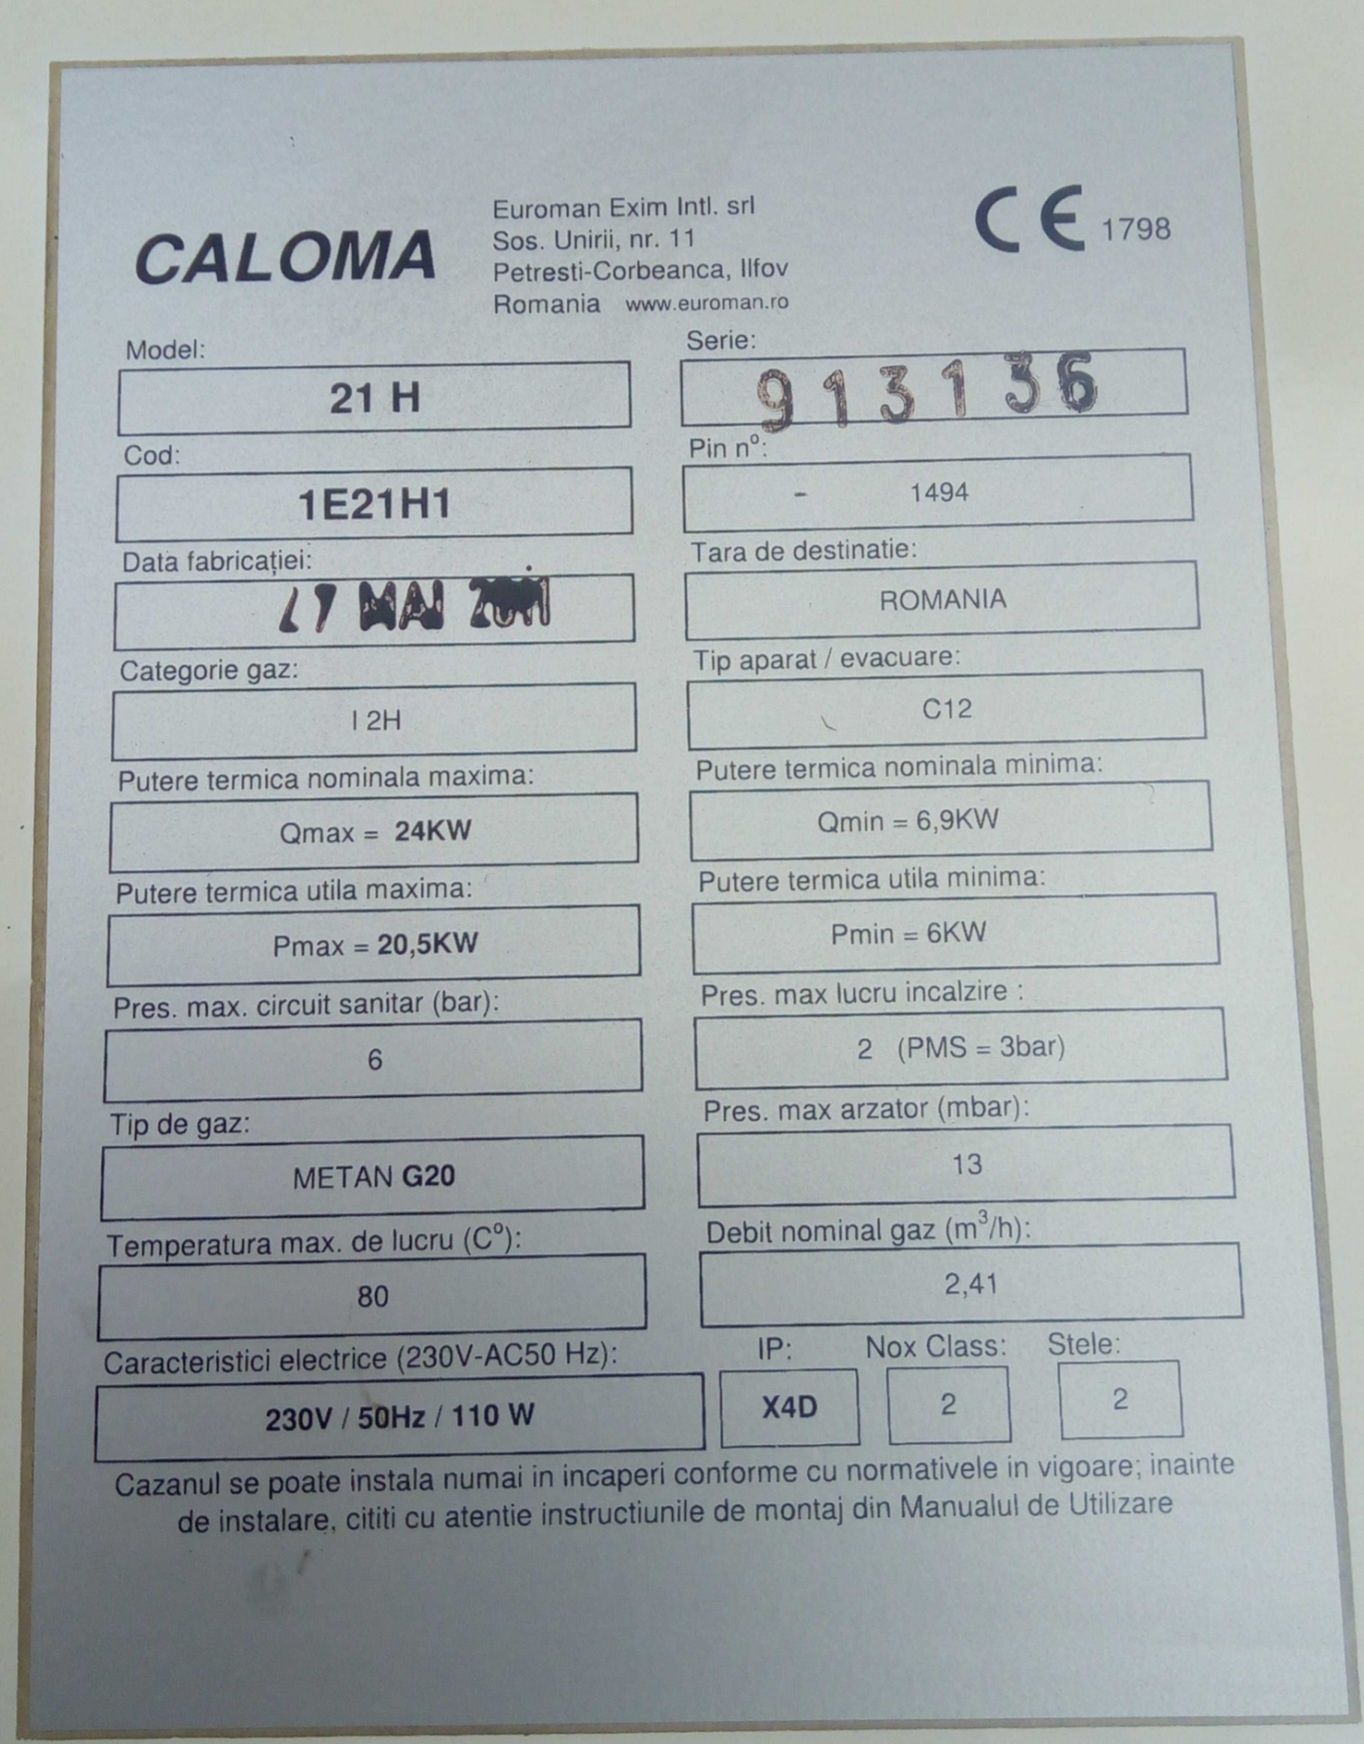 CALOMA
Euroman Exim Intl. srl
Sos. Unirii, nr. 11
Petresti-Corbeanca, Ilfov
Romania www.euroman.ro
CE 1798
Model:
21 H
Serie:
913136
Cod:
1E21H1
Pin nº:
- 1494
Data fabricației:
MAI
Tara de destinatie:
ROMANIA
Categorie gaz:
I 2H
Tip aparat / evacuare:
C12
Putere termica nominala maxima:
Qmax = 24KW
Putere termica nominala minima:
Qmin = 6,9KW
Putere termica utila maxima:
Pmax = 20,5KW
Putere termica utila minima:
Pmin = 6KW
Pres. max. circuit sanitar (bar):
6
Pres. max lucru incalzire :
2 (PMS = 3bar)
Tip de gaz:
METAN G20
Pres. max arzator (mbar):
13
Temperatura max. de lucru (Cº):
80
Debit nominal gaz (m³/h):
2,41
Caracteristici electrice (230V-AC50 Hz):
230V / 50Hz / 110 W
IP:
X4D
Nox Class:
2
Stele:
2
Cazanul se poate instala numai in incaperi conforme cu normativele in vigoare; inainte
de instalare, cititi cu atentie instructiunile de montaj din Manualul de Utilizare